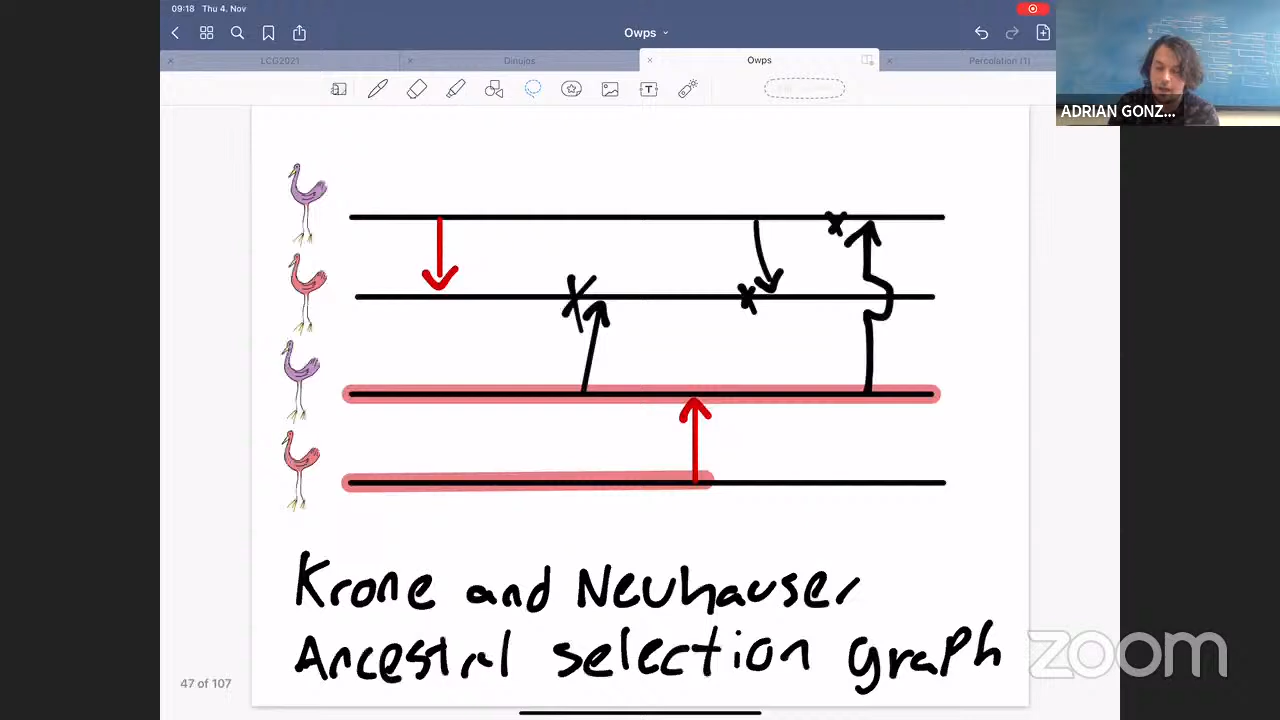 09:18 Thu 4. Nov
Owps
LCG2021
Dinujos
Owps
Percolation (1)
T
ADRIAN GONZ...
Krone and Neuhauser
Ancestral selection graph
47 of 107
zoom